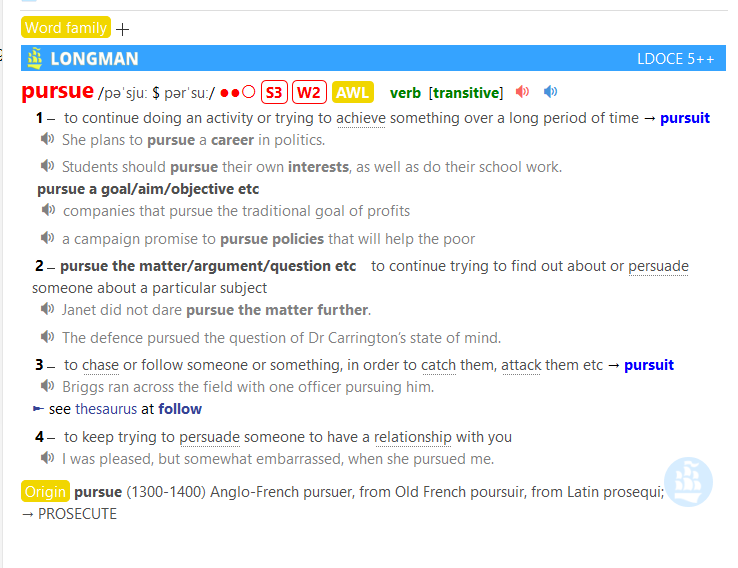 Word family +
LONGMAN LDOCE 5++
pursue /pəˈsjuː $ pərˈsuː/ ●●○ S3 W2 AWL verb [transitive]
1 – to continue doing an activity or trying to achieve something over a long period of time → pursuit
She plans to pursue a career in politics.
Students should pursue their own interests, as well as do their school work.
pursue a goal/aim/objective etc
companies that pursue the traditional goal of profits
a campaign promise to pursue policies that will help the poor
2 – pursue the matter/argument/question etc to continue trying to find out about or persuade
someone about a particular subject
Janet did not dare pursue the matter further.
The defence pursued the question of Dr Carrington's state of mind.
3 – to chase or follow someone or something, in order to catch them, attack them etc → pursuit
Briggs ran across the field with one officer pursuing him.
► see thesaurus at follow
4 – to keep trying to persuade someone to have a relationship with you
I was pleased, but somewhat embarrassed, when she pursued me.
Origin pursue (1300-1400) Anglo-French pursuer, from Old French poursuir, from Latin prosequi;
→ PROSECUTE